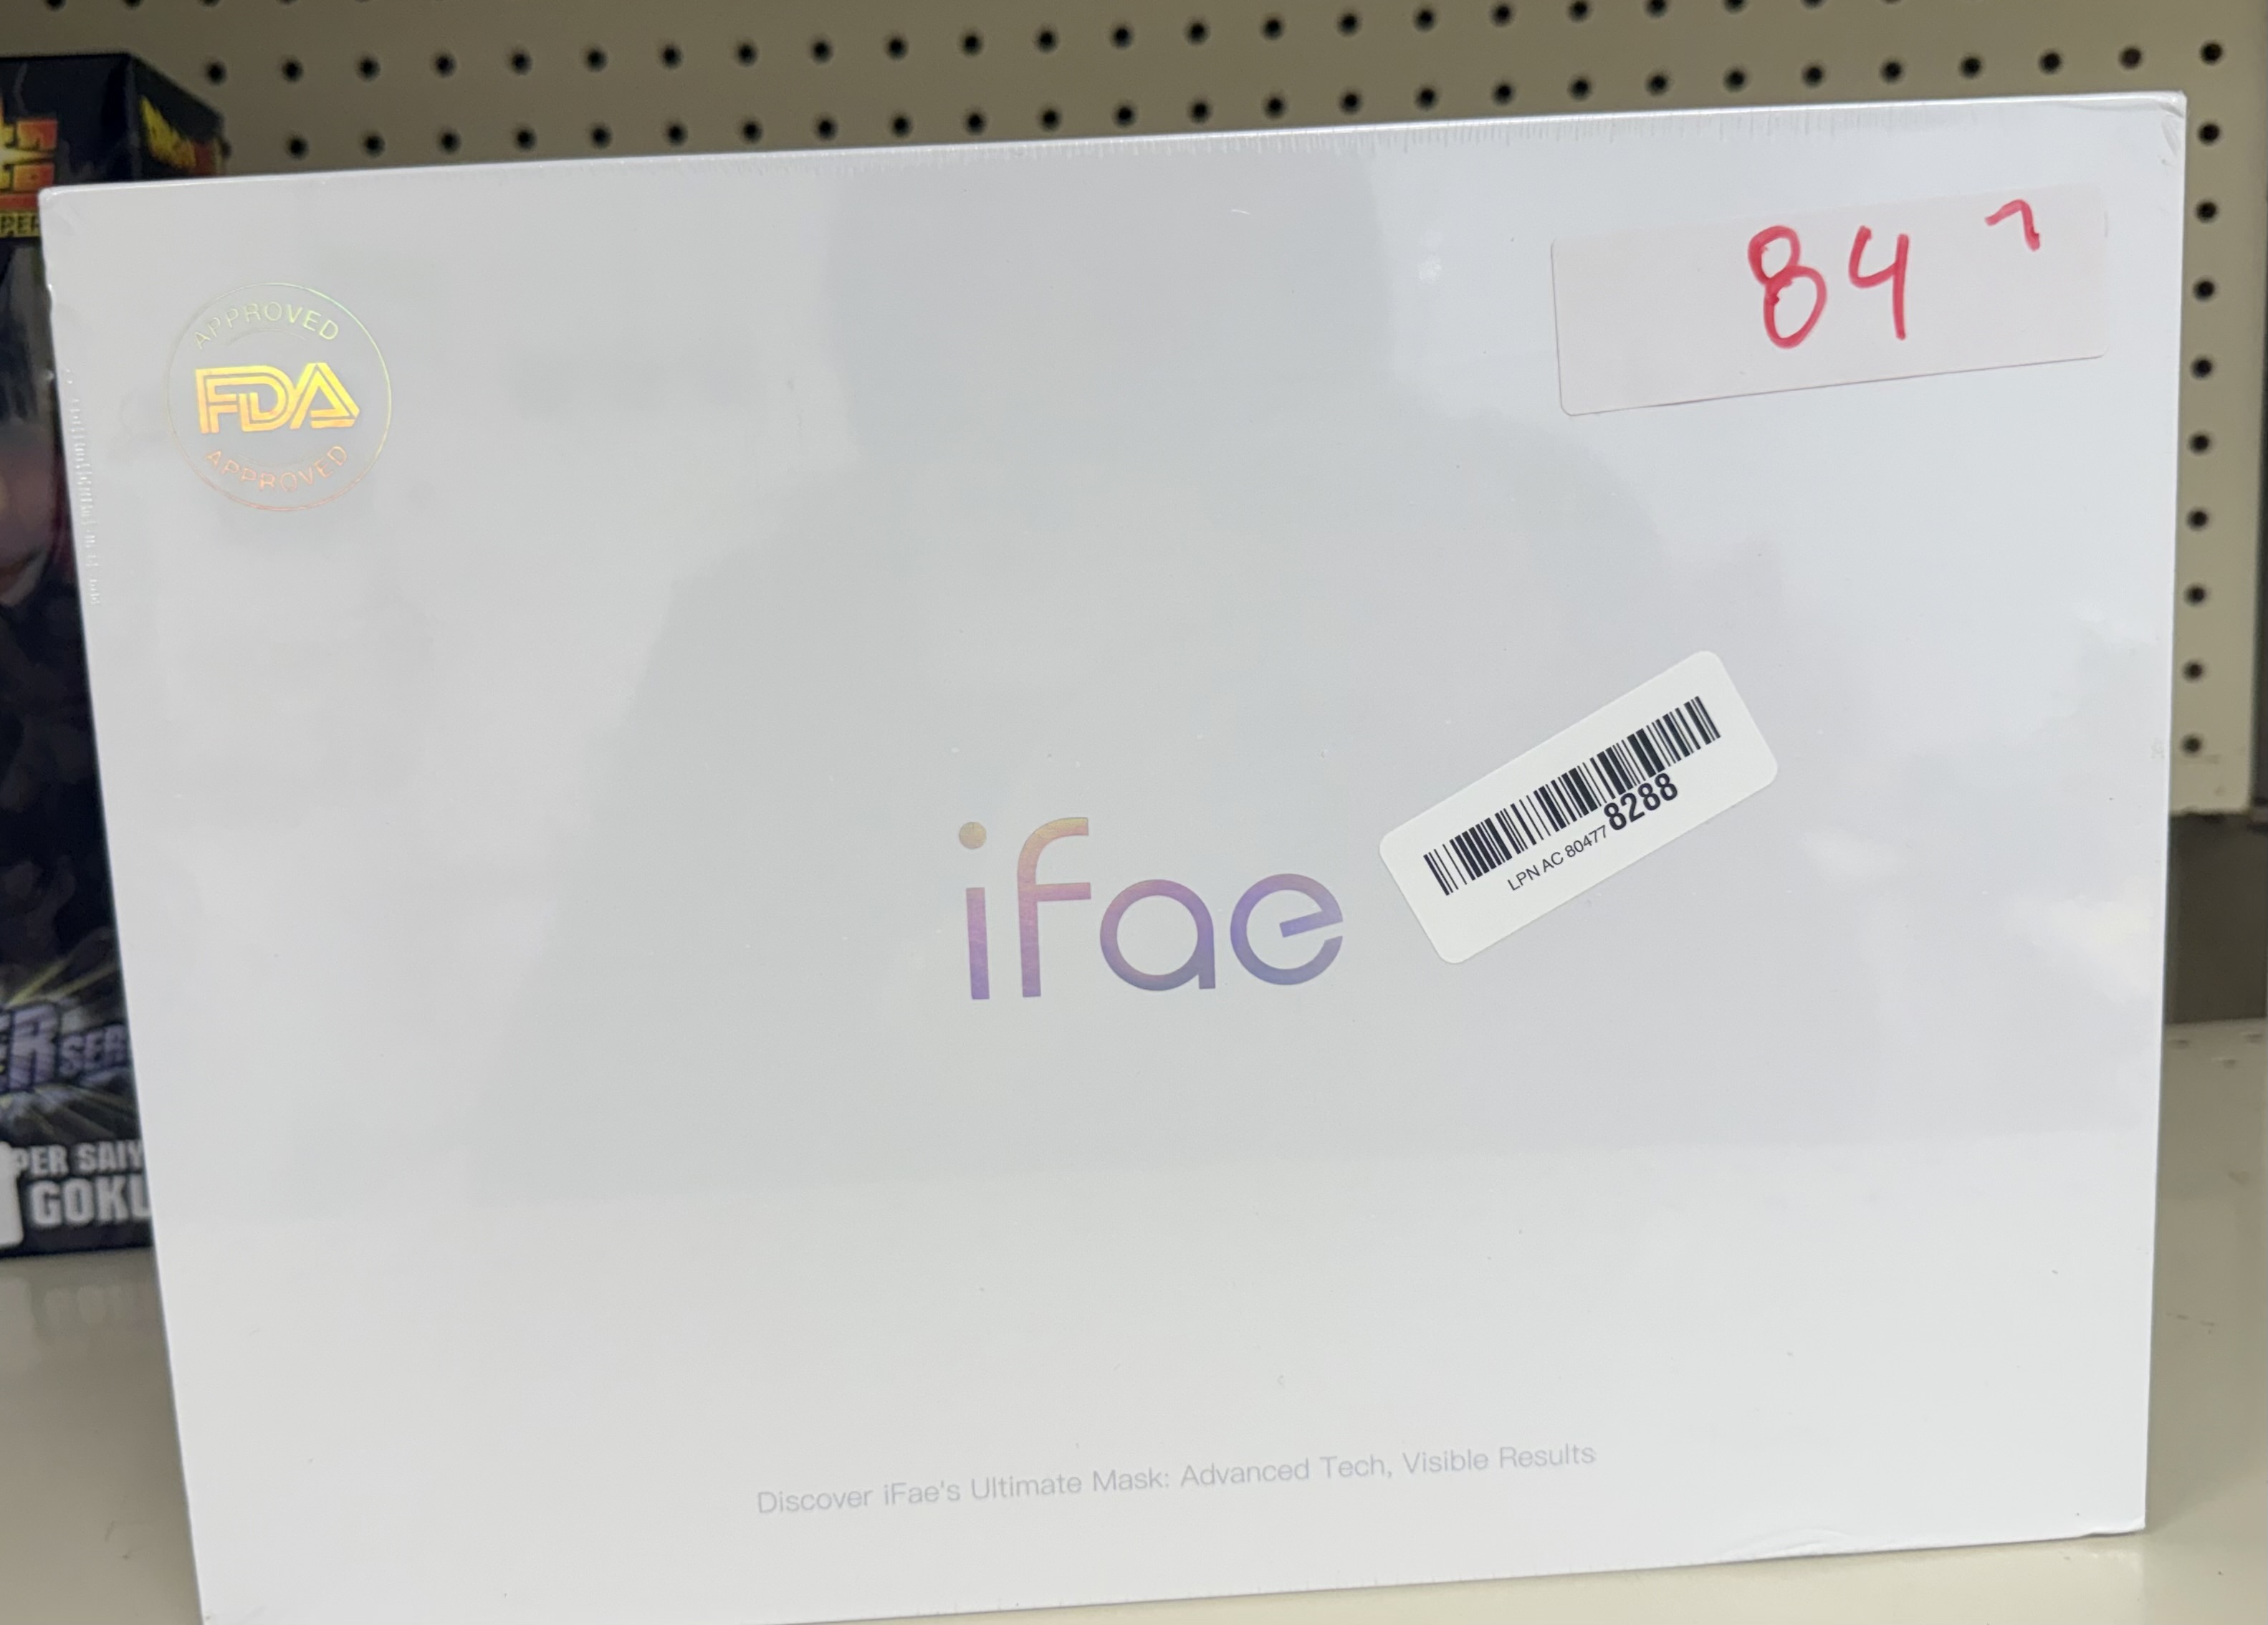 APPROVED
FDA
APPROVED
84 7
ifae
LPN AC 80477 8288
Discover iFae's Ultimate Mask: Advanced Tech, Visible Results
PER SAIY
GOKU